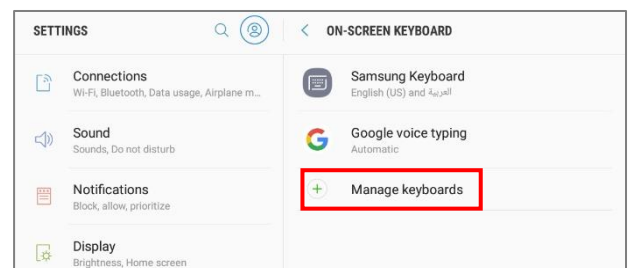 SETTINGS
Connections
Wi-Fi, Bluetooth, Data usage, Airplane m...
Sound
Sounds, Do not disturb
Notifications
Block, allow, prioritize
Display
Brightness, Home screen
ON-SCREEN KEYBOARD
Samsung Keyboard
English (US) and العربية
Google voice typing
Automatic
Manage keyboards